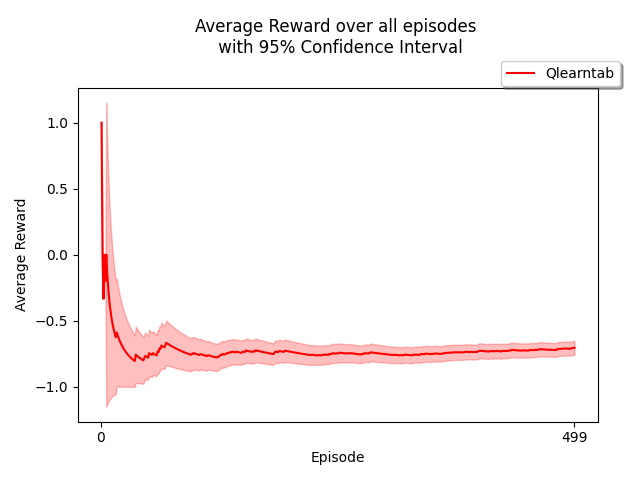 Average Reward over all episodes
with 95% Confidence Interval
Qlearntab
1.0
0.5
0.0
−0.5
−1.0
Average Reward
0
499
Episode